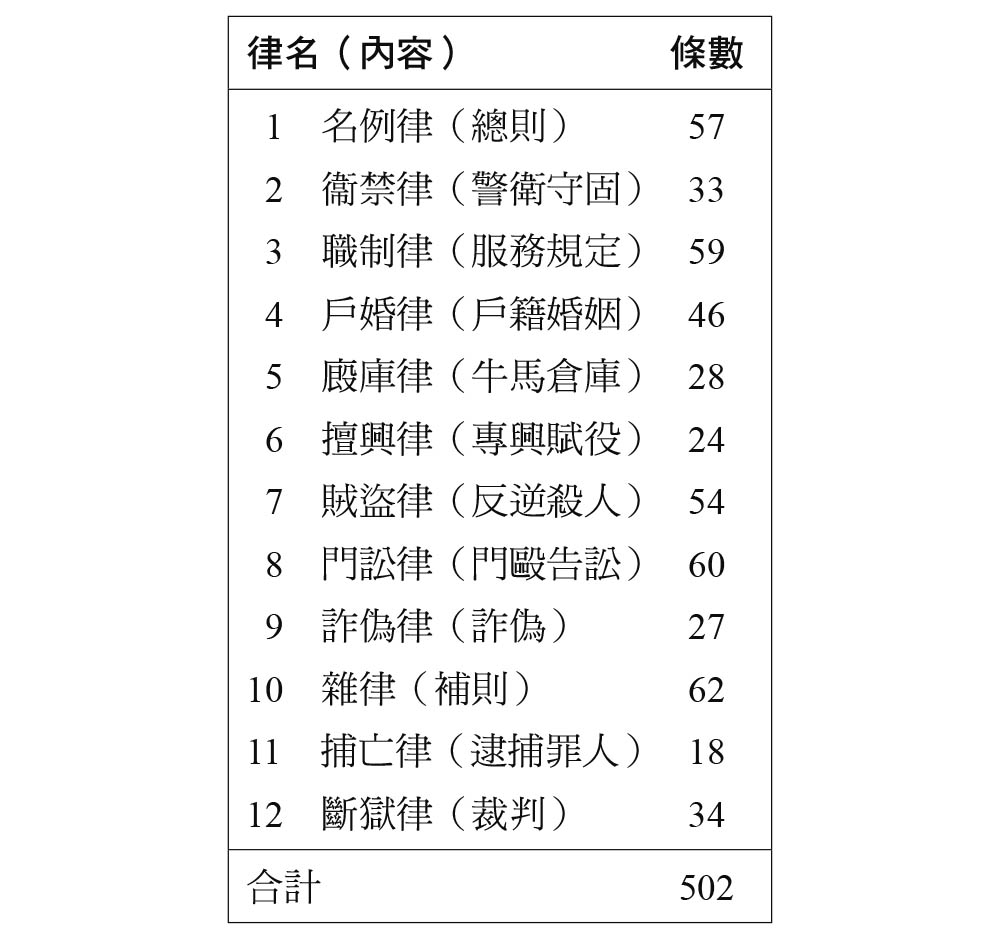 律名（內容） 條數
1 名例律（總則） 57
2 衞禁律（警衛守固） 33
3 職制律（服務規定） 59
4 戶婚律（戶籍婚姻） 46
5 廄庫律（牛馬倉庫） 28
6 擅興律（專興賦役） 24
7 賊盜律（反逆殺人） 54
8 門訟律（門毆告訟） 60
9 詐偽律（詐偽） 27
10 雜律（補則） 62
11 捕亡律（逮捕罪人） 18
12 斷獄律（裁判） 34
合計 502